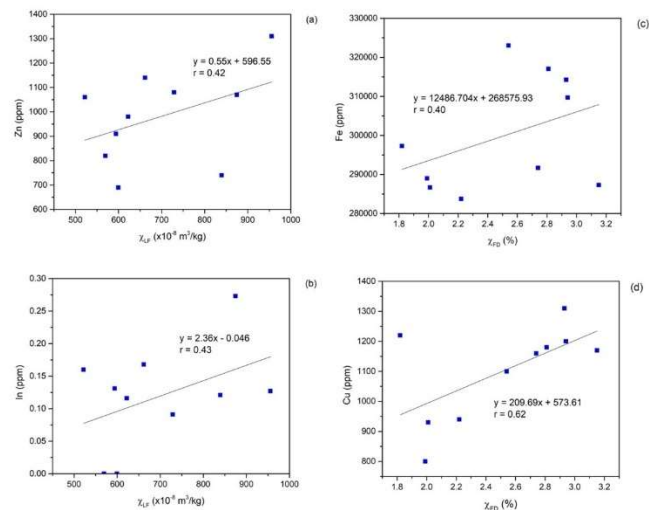 (a)
1400
1300
1200
1100
1000
900
800
700
600
Zn (ppm)
y = 0.55x + 596.55
r = 0.42
500 600 700 800 900 1000
χLF (x10⁻⁸ m³/kg)
(c)
330000
320000
310000
300000
290000
280000
Fe (ppm)
y = 12486.704x + 268575.93
r = 0.40
1.8 2.0 2.2 2.4 2.6 2.8 3.0 3.2
χFD (%)
(b)
0.30
0.25
0.20
0.15
0.10
0.05
0.00
In (ppm)
y = 2.36x - 0.046
r = 0.43
500 600 700 800 900 1000
χLF (x10⁻⁸ m³/kg)
(d)
1400
1300
1200
1100
1000
900
800
Cu (ppm)
y = 209.69x + 573.61
r = 0.62
1.8 2.0 2.2 2.4 2.6 2.8 3.0 3.2
χFD (%)